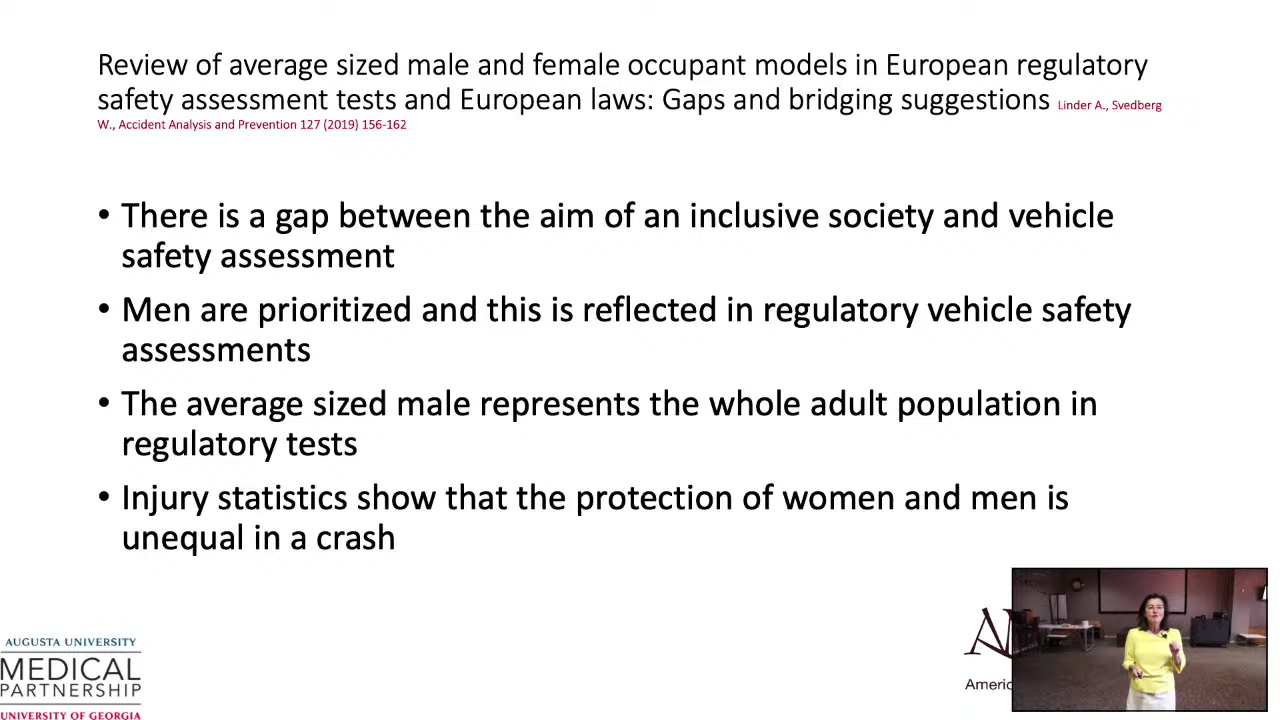 Review of average sized male and female occupant models in European regulatory
safety assessment tests and European laws: Gaps and bridging suggestions Linder A., Svedberg
W., Accident Analysis and Prevention 127 (2019) 156-162
• There is a gap between the aim of an inclusive society and vehicle
safety assessment
• Men are prioritized and this is reflected in regulatory vehicle safety
assessments
• The average sized male represents the whole adult population in
regulatory tests
• Injury statistics show that the protection of women and men is
unequal in a crash
AUGUSTA UNIVERSITY
MEDICAL
PARTNERSHIP
UNIVERSITY OF GEORGIA